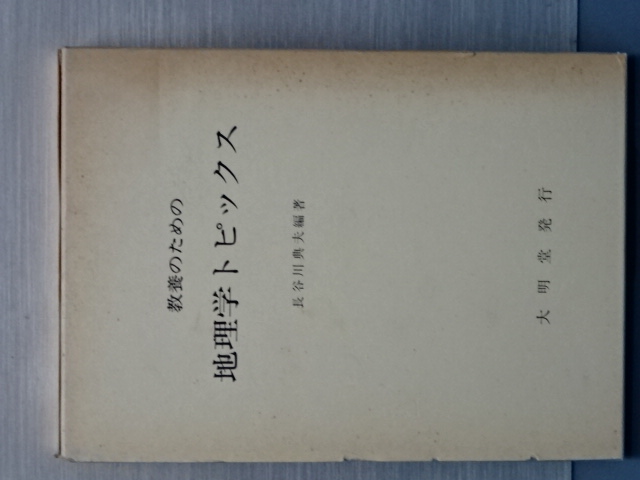 教養のための
地理学トピックス
長谷川典夫編著
大明堂発行